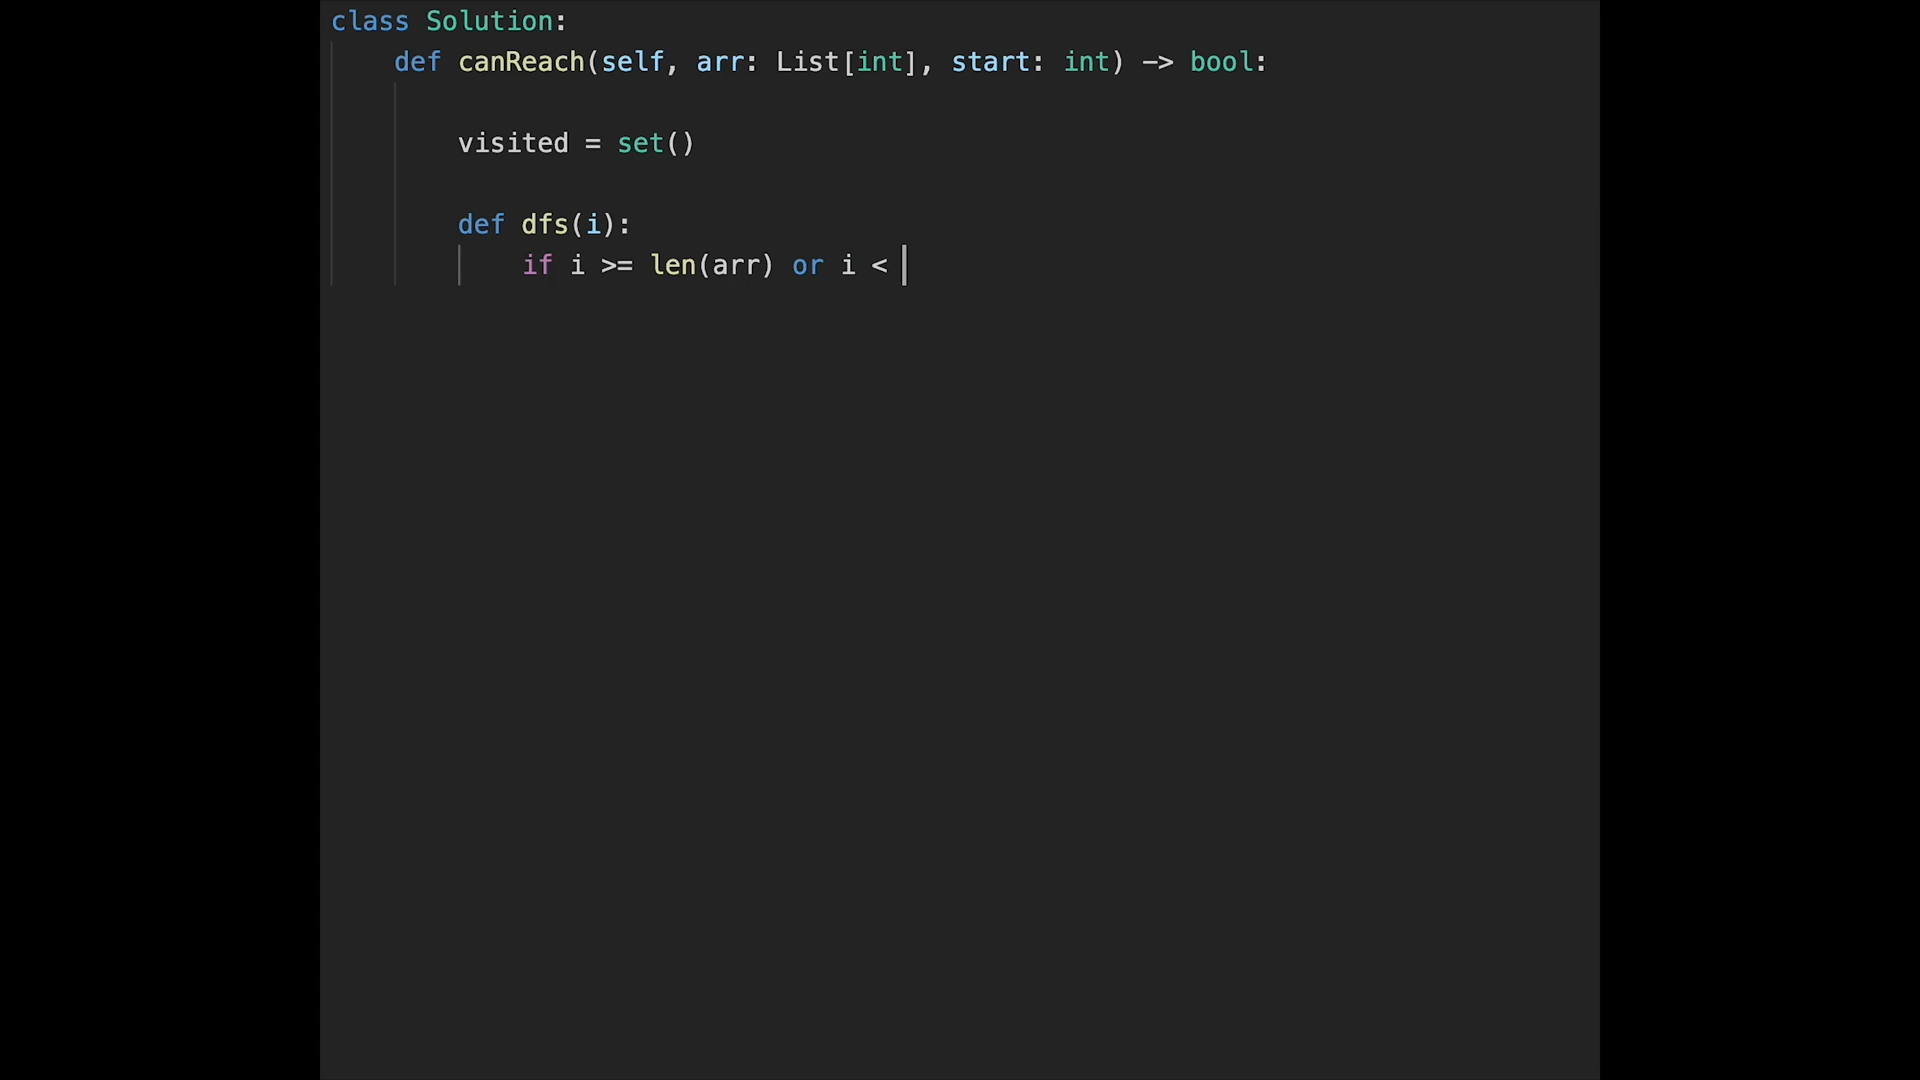 class Solution:
def canReach(self, arr: List[int], start: int) -> bool:
visited = set()
def dfs(i):
if i >= len(arr) or i <